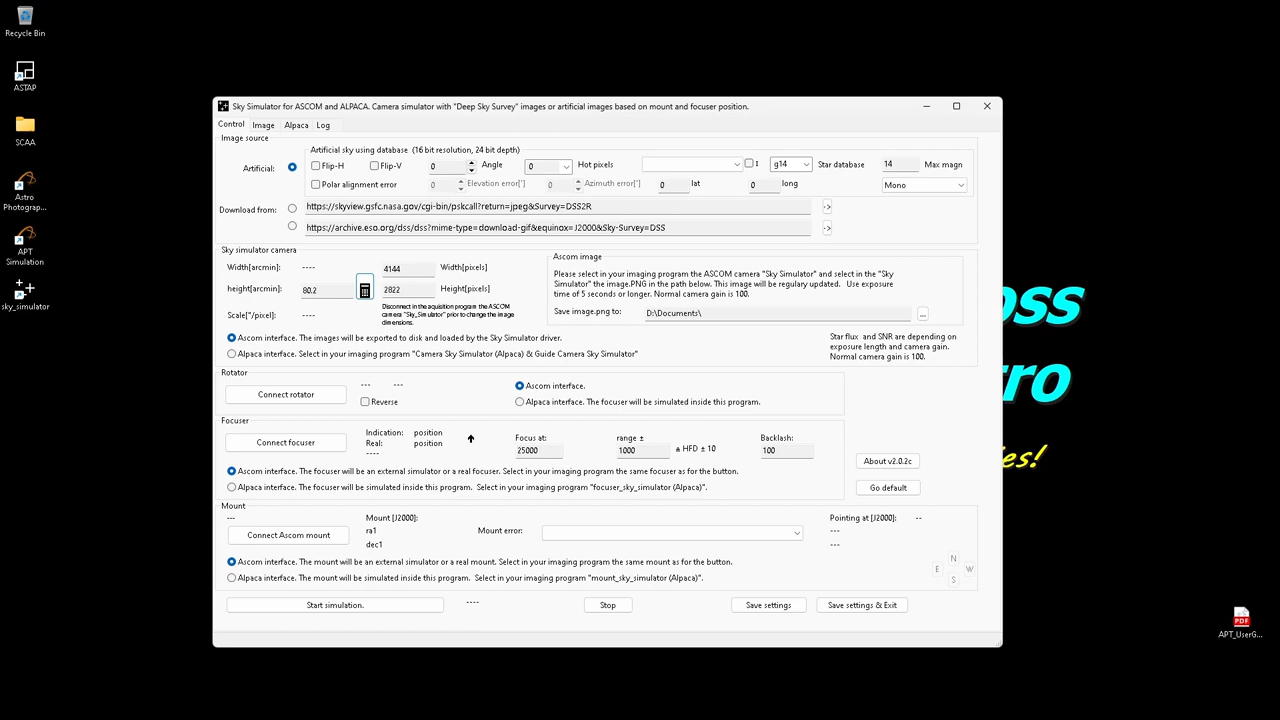 Recycle Bin
ASTAP
SCAA
Astro
Photograp...
APT
Simulation
sky_simulator
Sky Simulator for ASCOM and ALPACA. Camera simulator with "Deep Sky Survey" images or artificial images based on mount and focuser position.
Control Image Alpaca Log
Image source
Artificial sky using database (16 bit resolution, 24 bit depth)
Artificial: Flip-H Flip-V 0 Angle 0 Hot pixels I g14 Star database 14 Max magn
Polar alignment error 0 Elevation error['] 0 Azimuth error['] 0 lat 0 long Mono
Download from: https://skyview.gsfc.nasa.gov/cgi-bin/pskcall?return=jpeg&Survey=DSS2R ->
https://archive.eso.org/dss/dss?mime-type=download-gif&equinox=J2000&Sky-Survey=DSS ->
Sky simulator camera
Width[arcmin]: ---- 4144 Width[pixels]
height[arcmin]: 80.2 2822 Height[pixels]
Scale["/pixel]: ----
Disconnect in the aquisition program the ASCOM
camera "Sky_Simulator" prior to change the image
dimensions.
Ascom image
Please select in your imaging program the ASCOM camera "Sky Simulator" and select in the "Sky
Simulator" the image.PNG in the path below. This image will be regulary updated. Use exposure
time of 5 seconds or longer. Normal camera gain is 100.
Save image.png to: D:\Documents\ ...
Ascom interface. The images will be exported to disk and loaded by the Sky Simulator driver.
Alpaca interface. Select in your imaging program "Camera Sky Simulator (Alpaca) & Guide Camera Sky Simulator"
Star flux and SNR are depending on
exposure length and camera gain.
Normal camera gain is 100.
Rotator
Connect rotator --- --- Ascom interface.
Reverse Alpaca interface. The focuser will be simulated inside this program.
Focuser
Connect focuser
Indication: position
Real: position
----
Focus at: range ± Backlash:
25000 1000 ≙ HFD ± 10 100
Ascom interface. The focuser will be an external simulator or a real focuser. Select in your imaging program the same focuser as for the button.
Alpaca interface. The focuser will be simulated inside this program. Select in your imaging program "focuser_sky_simulator (Alpaca)".
About v2.0.2c
Go default
Mount
---
Connect Ascom mount
Mount [J2000]:
ra1
dec1
Mount error:
Pointing at [J2000]: --
---
---
Ascom interface. The mount will be an external simulator or a real mount. Select in your imaging program the same mount as for the button.
Alpaca interface. The mount will be simulated inside this program. Select in your imaging program "mount_sky_simulator (Alpaca)".
N
E W
S
Start simulation. ---- Stop Save settings Save settings & Exit
oss
ro
es!
PDF
APT_UserG...